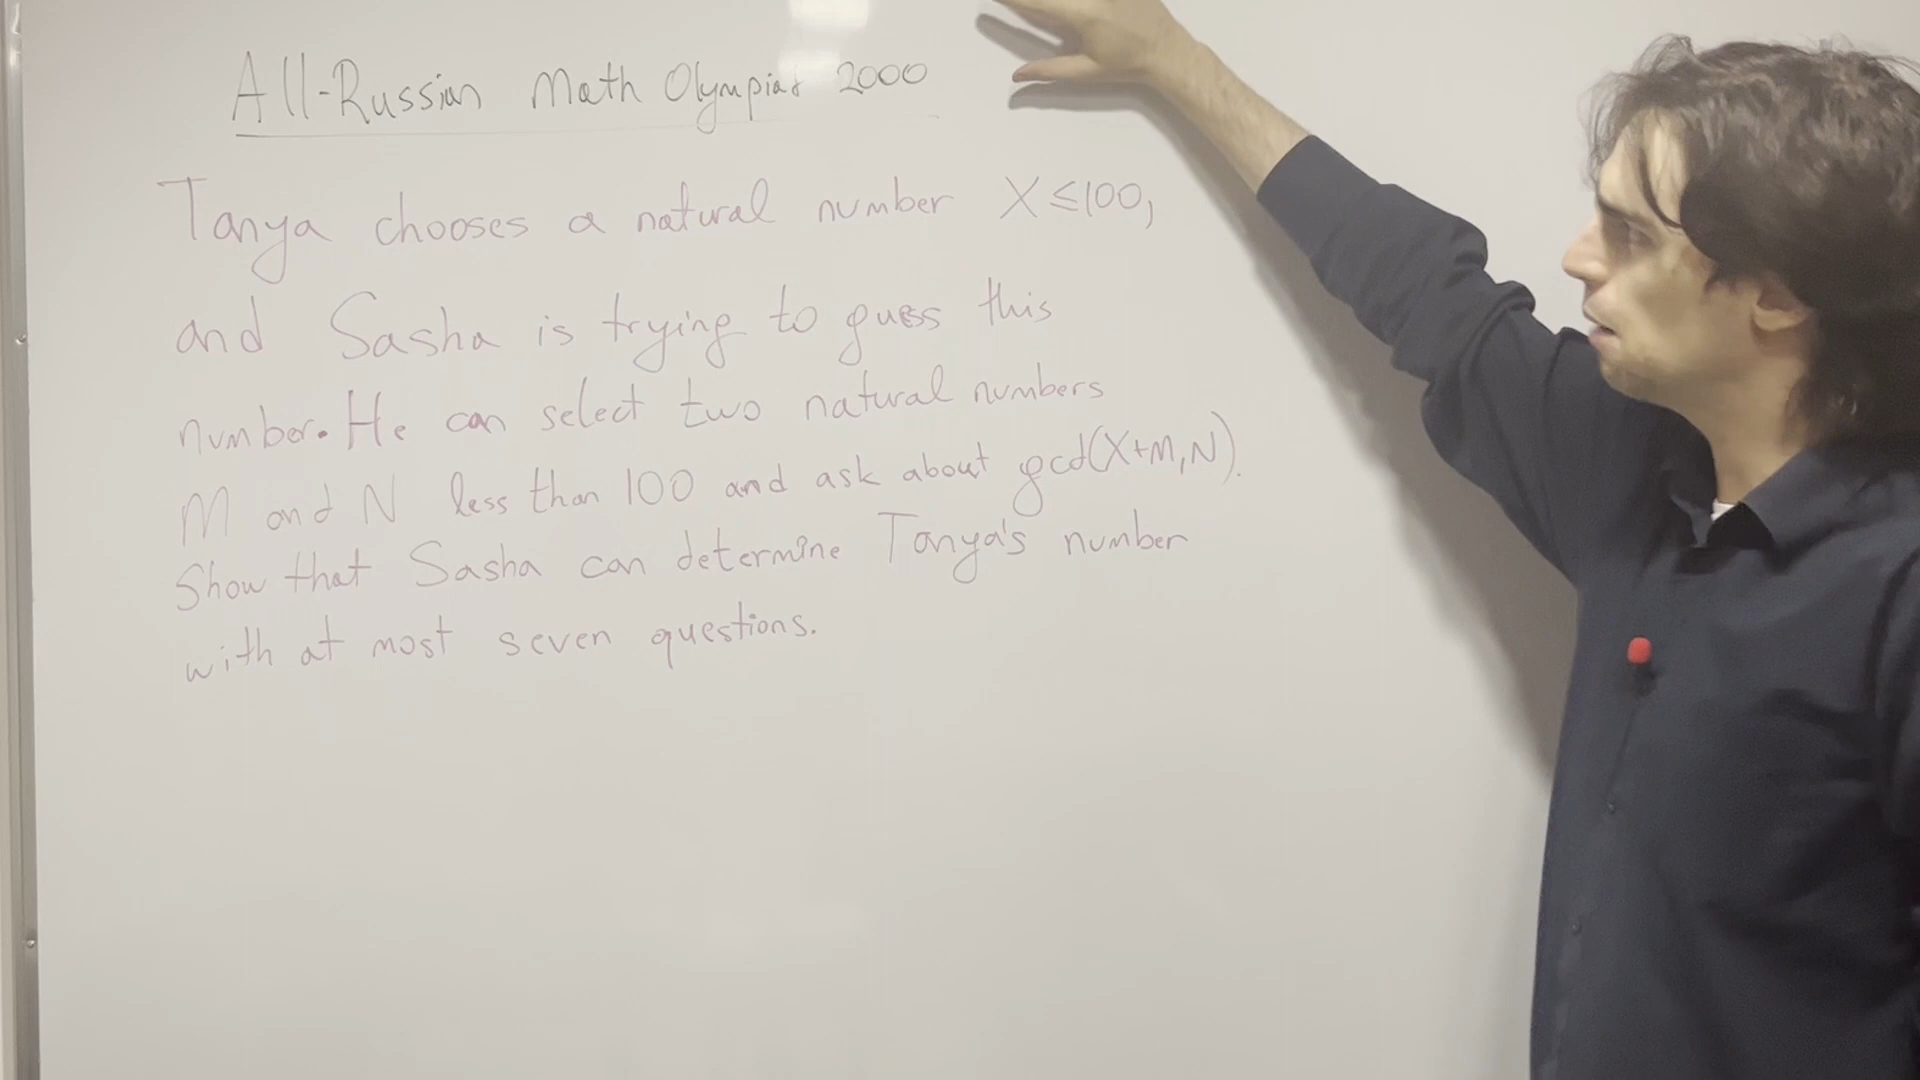 All-Russian Math Olympiad 2000
Tanya chooses a natural number X ≤100,
and Sasha is trying to guess this
number. He can select two natural numbers
M and N less than 100 and ask about gcd(X+M,N).
Show that Sasha can determine Tanya's number
with at most seven questions.